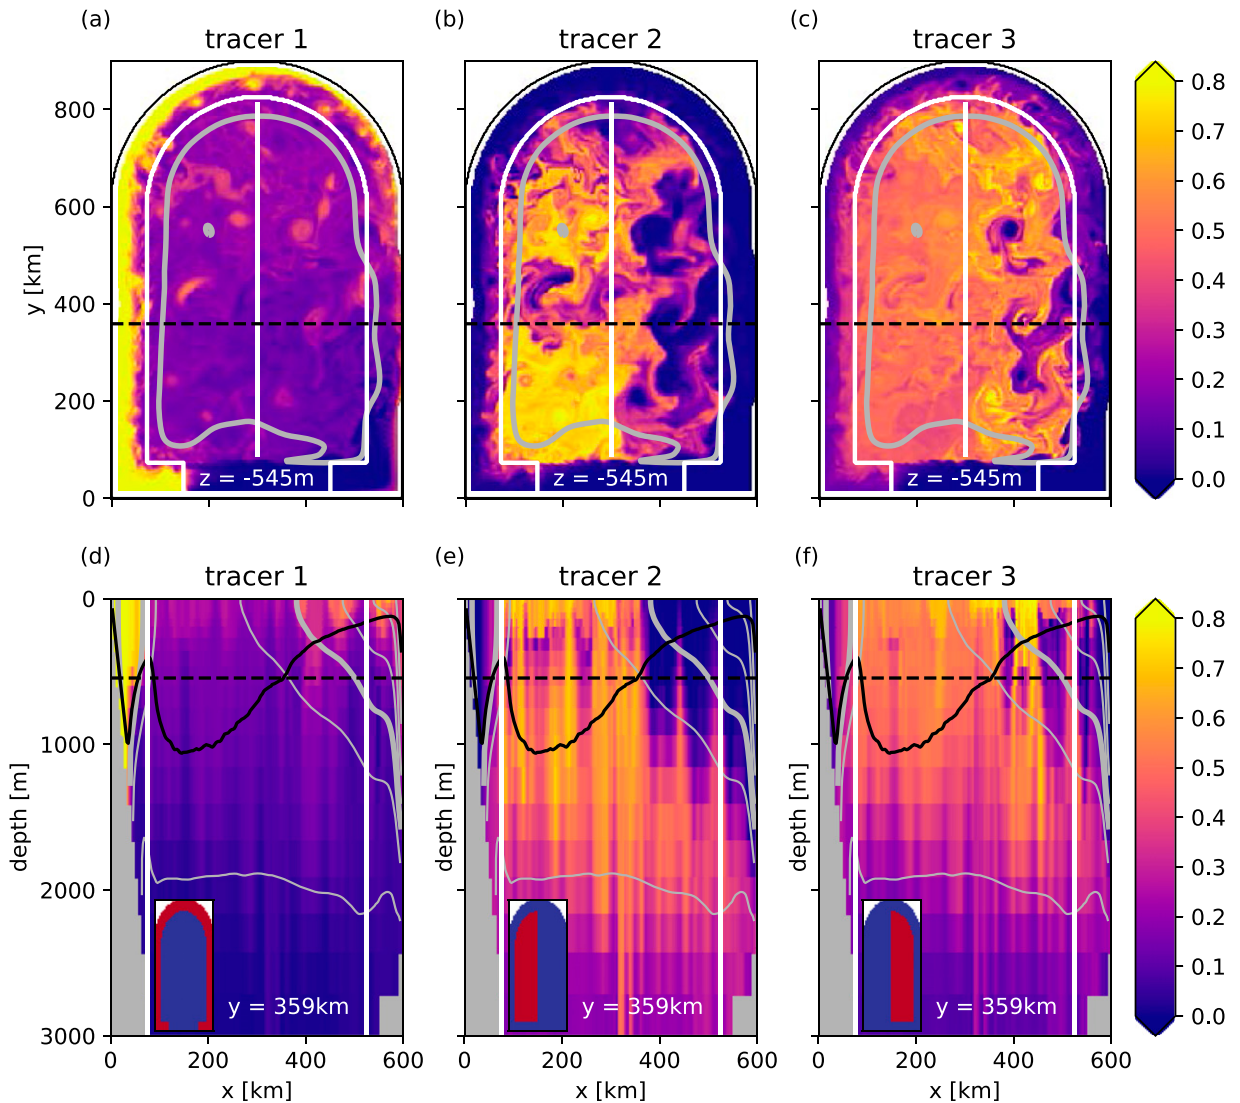 (a)
tracer 1
(b)
tracer 2
(c)
tracer 3
y [km]
800
600
400
200
0
z = -545m
z = -545m
z = -545m
0.8
0.7
0.6
0.5
0.4
0.3
0.2
0.1
0.0
(d)
tracer 1
(e)
tracer 2
(f)
tracer 3
depth [m]
0
1000
2000
3000
y = 359km
0 200 400 600
x [km]
depth [m]
y = 359km
0 200 400 600
x [km]
depth [m]
y = 359km
0 200 400 600
x [km]
0.8
0.7
0.6
0.5
0.4
0.3
0.2
0.1
0.0